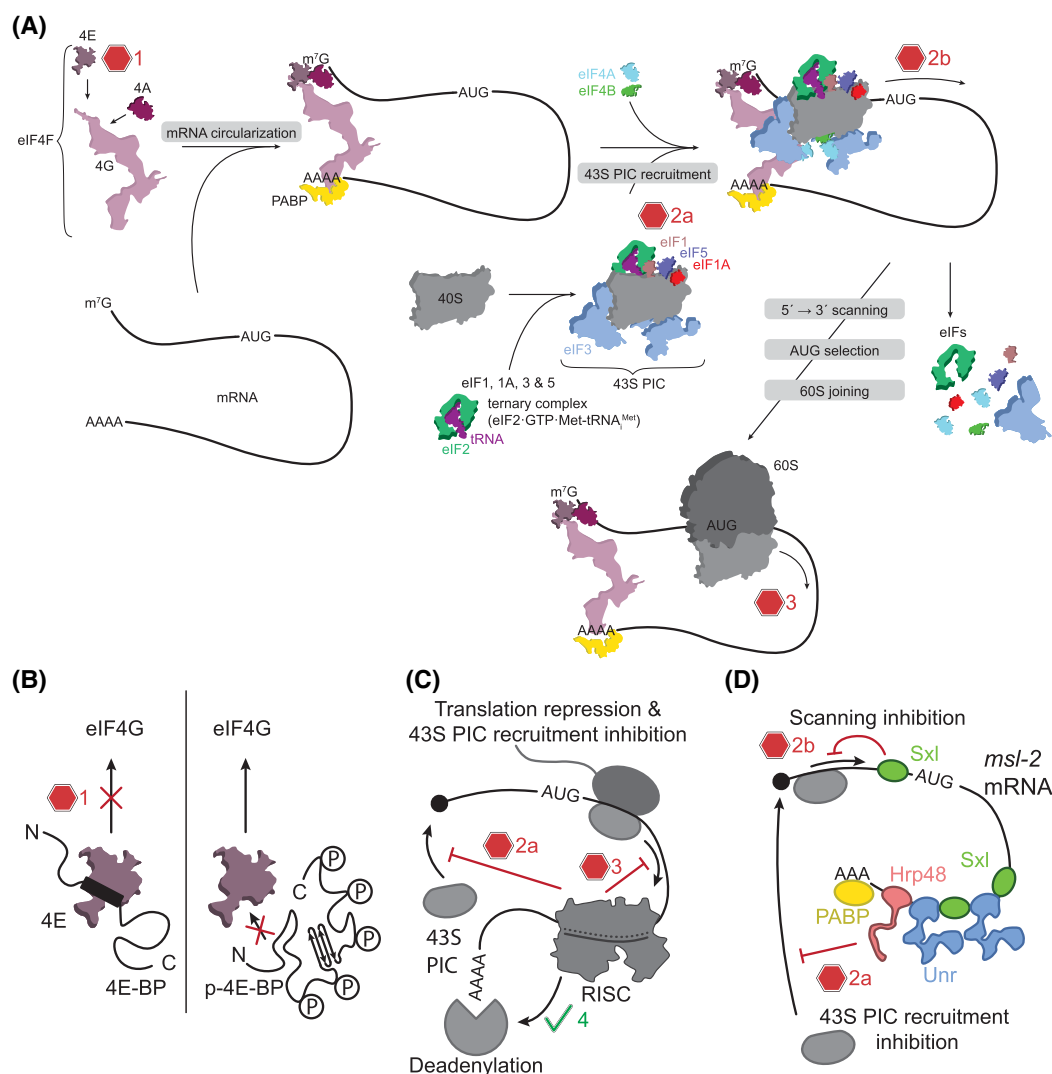 (A)
4E
1
4A
eIF4F
4G
mRNA circularization
m⁷G
AUG
AAAA
PABP
eIF4A
eIF4B
43S PIC recruitment
2a
m⁷G
2b
AUG
AAAA
m⁷G
AUG
mRNA
AAAA
40S
eIF1
eIF5
eIF1A
eIF3
43S PIC
eIF1, 1A, 3 & 5
ternary complex
(eIF2·GTP·Met-tRNAᵢᴹᵉᵗ)
tRNA
eIF2
5´ → 3´ scanning
AUG selection
60S joining
eIFs
60S
m⁷G
AUG
3
AAAA
(B)
eIF4G
1
N
4E
C
4E-BP
eIF4G
P
P
P
P
P
C
N
p-4E-BP
(C)
Translation repression &
43S PIC recruitment inhibition
AUG
2a
3
43S
PIC
AAAA
RISC
4
Deadenylation
(D)
Scanning inhibition
2b
Sxl
AUG
msl-2
mRNA
Sxl
AAA
Hrp48
PABP
Unr
2a
43S PIC recruitment
inhibition